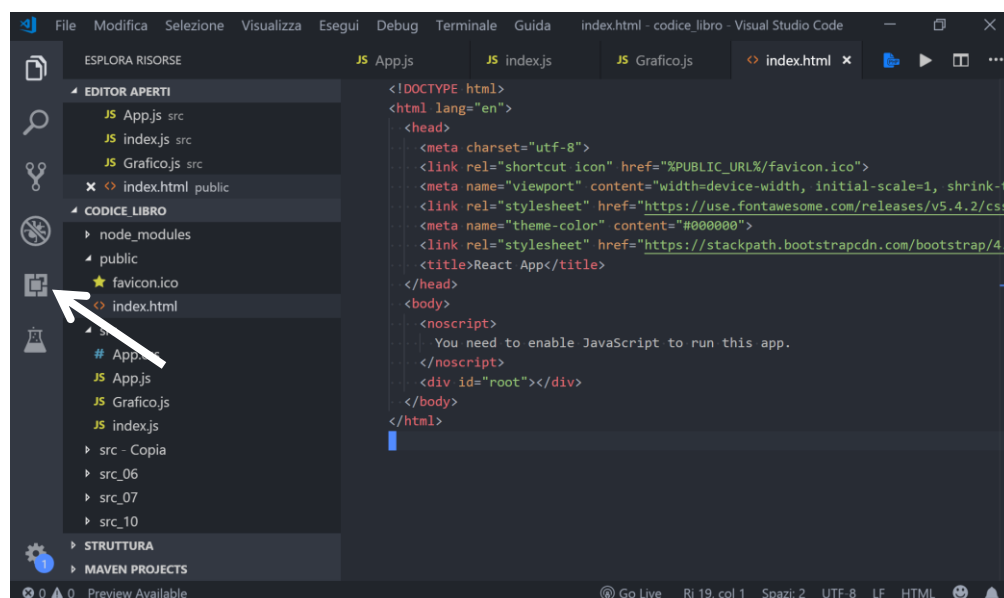 File Modifica Selezione Visualizza Esegui Debug Terminale Guida index.html - codice_libro - Visual Studio Code
ESPLORA RISORSE
EDITOR APERTI
JS App.js src
JS index.js src
JS Grafico.js src
index.html public
CODICE_LIBRO
node_modules
public
favicon.ico
index.html
# App.css
JS App.js
JS Grafico.js
JS index.js
src - Copia
src_06
src_07
src_10
STRUTTURA
MAVEN PROJECTS
1
JS App.js JS index.js JS Grafico.js <> index.html
<!DOCTYPE html>
<html lang="en">
<head>
<meta charset="utf-8">
<link rel="shortcut icon" href="%PUBLIC_URL%/favicon.ico">
<meta name="viewport" content="width=device-width, initial-scale=1, shrink-t
<link rel="stylesheet" href="https://use.fontawesome.com/releases/v5.4.2/css
<meta name="theme-color" content="#000000">
<link rel="stylesheet" href="https://stackpath.bootstrapcdn.com/bootstrap/4.
<title>React App</title>
</head>
<body>
<noscript>
You need to enable JavaScript to run this app.
</noscript>
<div id="root"></div>
</body>
</html>
0 0 Preview Available Go Live Ri 19, col 1 Spazi: 2 UTF-8 LF HTML